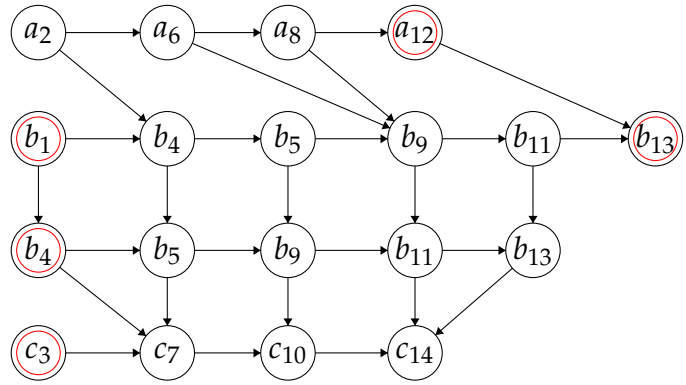 a₂ a₆ a₈ a₁₂
b₁ b₄ b₅ b₉ b₁₁ b₁₃
b₄ b₅ b₉ b₁₁ b₁₃
c₃ c₇ c₁₀ c₁₄